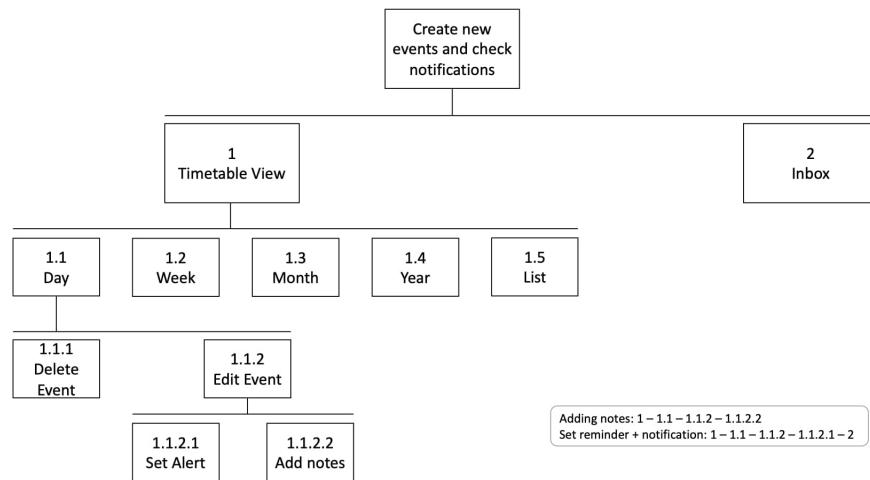 Create new
events and check
notifications
1
Timetable View
2
Inbox
1.1
Day
1.2
Week
1.3
Month
1.4
Year
1.5
List
1.1.1
Delete
Event
1.1.2
Edit Event
1.1.2.1
Set Alert
1.1.2.2
Add notes
Adding notes: 1 – 1.1 – 1.1.2 – 1.1.2.2
Set reminder + notification: 1 – 1.1 – 1.1.2 – 1.1.2.1 – 2